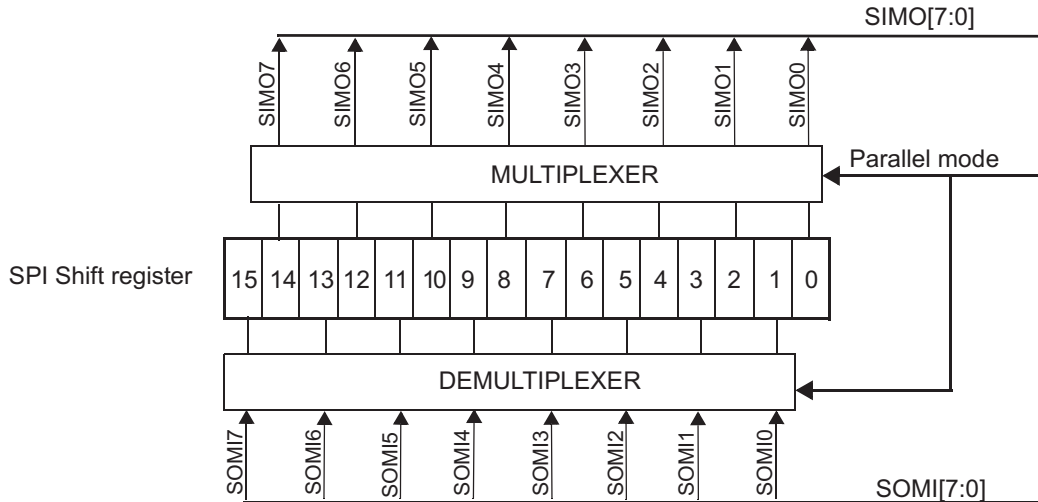 SIMO[7:0]
SIMO7 SIMO6 SIMO5 SIMO4 SIMO3 SIMO2 SIMO1 SIMO0
Parallel mode
MULTIPLEXER
SPI Shift register
15 14 13 12 11 10 9 8 7 6 5 4 3 2 1 0
DEMULTIPLEXER
SOMI7 SOMI6 SOMI5 SOMI4 SOMI3 SOMI2 SOMI1 SOMI0
SOMI[7:0]